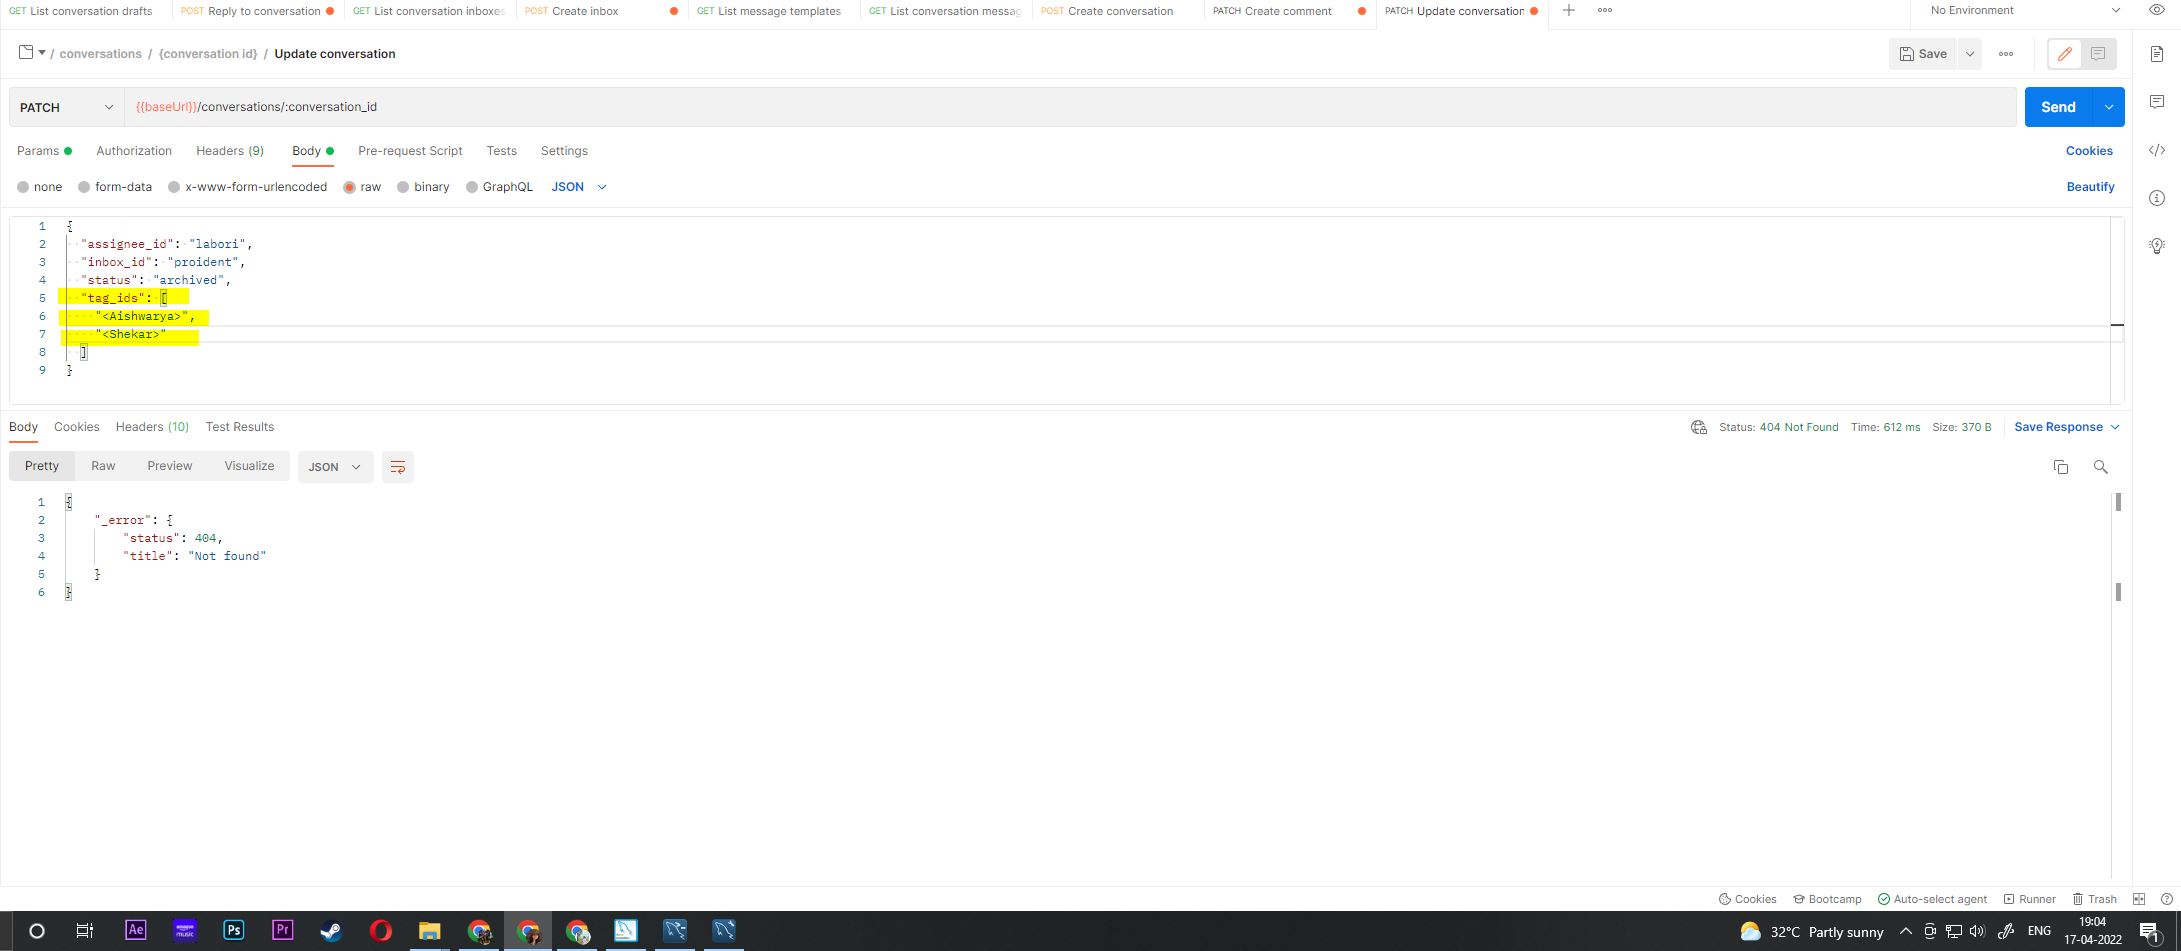 GET List conversation drafts POST Reply to conversation GET List conversation inboxes POST Create inbox GET List message templates GET List conversation messag POST Create conversation PATCH Create comment PATCH Update conversation No Environment
/ conversations / {conversation id} / Update conversation Save
PATCH {{baseUrl}}/conversations/:conversation_id Send
Params Authorization Headers (9) Body Pre-request Script Tests Settings Cookies
none form-data x-www-form-urlencoded raw binary GraphQL JSON Beautify
1 {
2 "assignee_id": "labori",
3 "inbox_id": "proident",
4 "status": "archived",
5 "tag_ids": [
6 "<Aishwarya>",
7 "<Shekar>"
8 ]
9 }
Body Cookies Headers (10) Test Results Status: 404 Not Found Time: 612 ms Size: 370 B Save Response
Pretty Raw Preview Visualize JSON
1 {
2 "_error": {
3 "status": 404,
4 "title": "Not found"
5 }
6 }
Cookies Bootcamp Auto-select agent Runner Trash
Ae amazon music Ps Pr 32°C Partly sunny ENG 19:04
17-04-2022 1